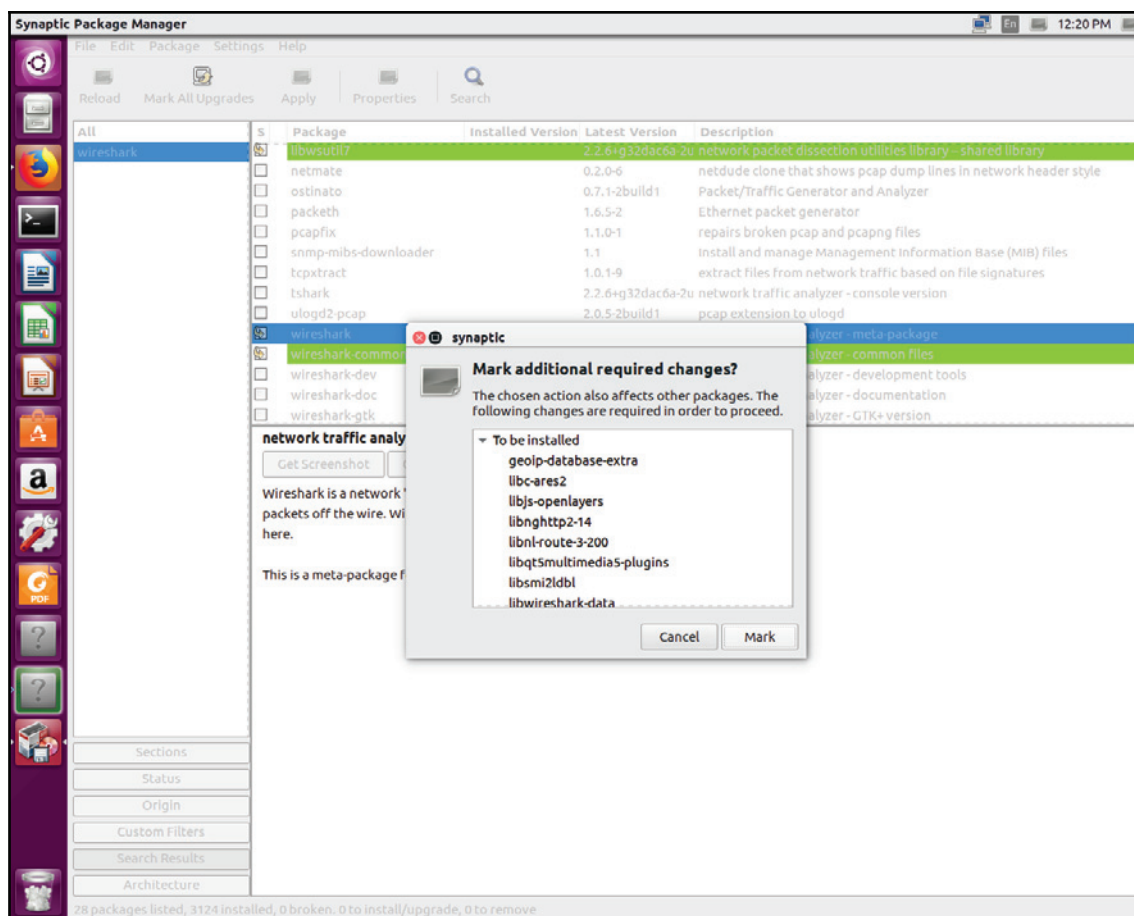 Synaptic Package Manager
En
12:20 PM
File Edit Package Settings Help
Reload Mark All Upgrades Apply Properties Search
All
wireshark
S Package Installed Version Latest Version Description
libwsutil7 2.2.6+g32dac6a-2u network packet dissection utilities library -- shared library
netmate 0.2.0-6 netdude clone that shows pcap dump lines in network header style
ostinato 0.7.1-2build1 Packet/Traffic Generator and Analyzer
packeth 1.6.5-2 Ethernet packet generator
pcapfix 1.1.0-1 repairs broken pcap and pcapng files
snmp-mibs-downloader 1.1 install and manage Management Information Base (MIB) files
tcpxtract 1.0.1-9 extract files from network traffic based on file signatures
tshark 2.2.6+g32dac6a-2u network traffic analyzer - console version
ulogd2-pcap 2.0.5-2build1 pcap extension to ulogd
wireshark alyzer - meta-package
wireshark-common alyzer - common files
wireshark-dev alyzer - development tools
wireshark-doc alyzer - documentation
wireshark-gtk alyzer - GTK+ version
synaptic
Mark additional required changes?
The chosen action also affects other packages. The
following changes are required in order to proceed.
To be installed
geoip-database-extra
libc-ares2
libjs-openlayers
libnghttp2-14
libnl-route-3-200
libqt5multimedia5-plugins
libsmi2ldbl
libwireshark-data
Cancel Mark
network traffic analy
Get Screenshot
Wireshark is a network
packets off the wire. Wi
here.
This is a meta-package f
Sections
Status
Origin
Custom Filters
Search Results
Architecture
28 packages listed, 3124 installed, 0 broken. 0 to install/upgrade, 0 to remove
>_
A
a
G
PDF
?
?